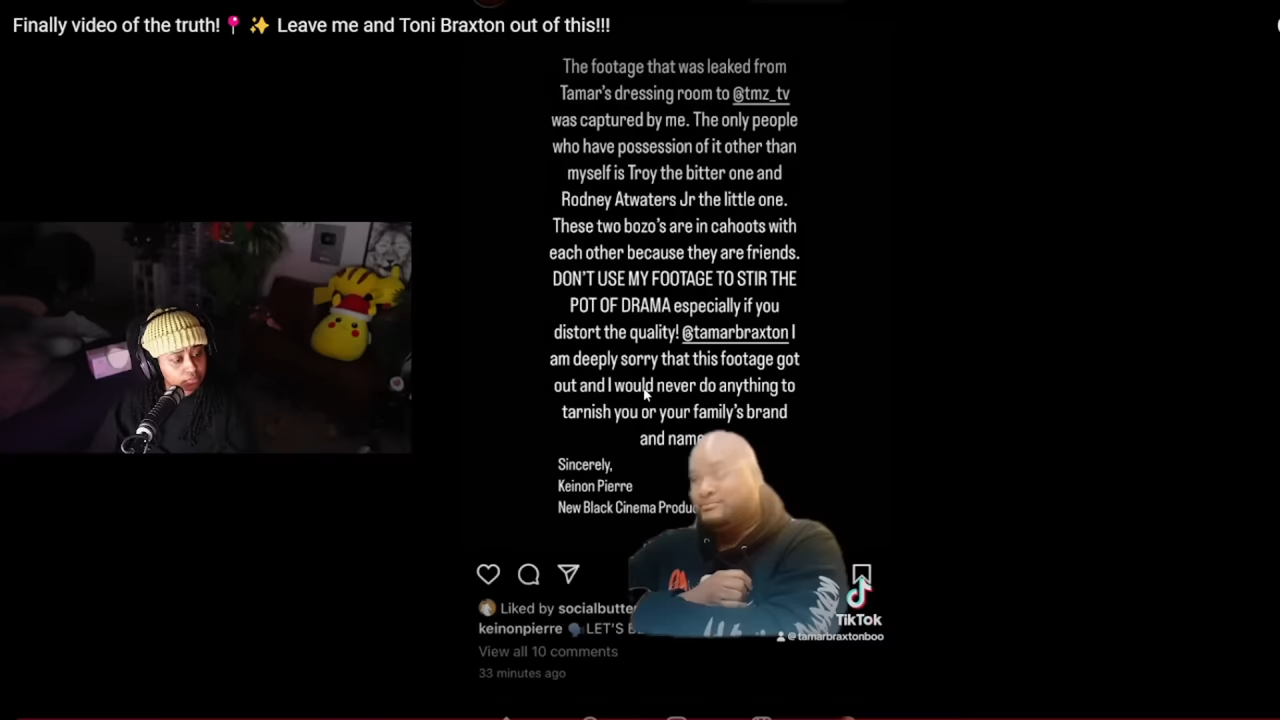 Finally video of the truth!📍 ✨ Leave me and Toni Braxton out of this!!!
The footage that was leaked from
Tamar's dressing room to @tmz_tv
was captured by me. The only people
who have possession of it other than
myself is Troy the bitter one and
Rodney Atwaters Jr the little one.
These two bozo's are in cahoots with
each other because they are friends.
DON'T USE MY FOOTAGE TO STIR THE
POT OF DRAMA especially if you
distort the quality! @tamarbraxton I
am deeply sorry that this footage got
out and I would never do anything to
tarnish you or your family's brand
and name
Sincerely,
Keinon Pierre
New Black Cinema Produ
Liked by socialbutte
keinonpierre 🗣LET'S B
View all 10 comments
33 minutes ago
TikTok
@tamarbraxtonboo